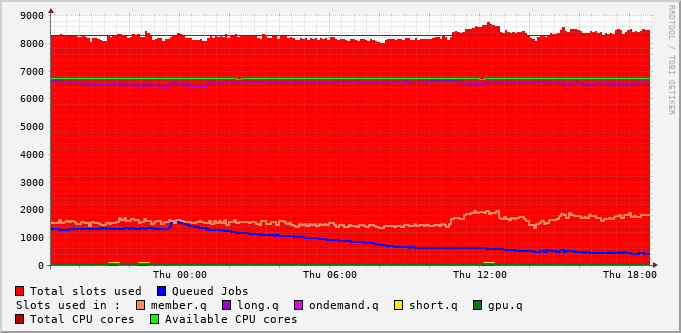 9000
8000
7000
6000
5000
4000
3000
2000
1000
0
Thu 00:00 Thu 06:00 Thu 12:00 Thu 18:00
RRDTOOL / TOBI OETIKER
Total slots used Queued Jobs
Slots used in : member.q long.q ondemand.q short.q gpu.q
Total CPU cores Available CPU cores